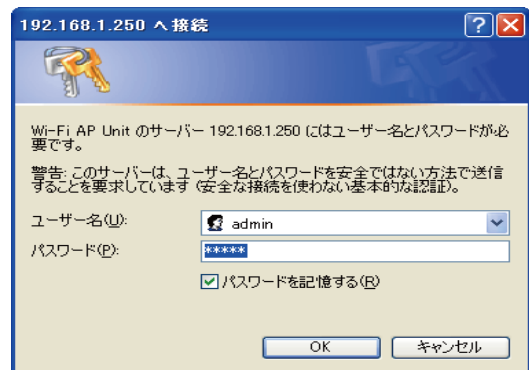 192.168.1.250 へ接続
Wi-Fi AP Unit のサーバー 192.168.1.250 にはユーザー名とパスワードが必
要です。
警告: このサーバーは、ユーザー名とパスワードを安全ではない方法で送信
することを要求しています (安全な接続を使わない基本的な認証)。
ユーザー名(U):
admin
パスワード(P):
*****
パスワードを記憶する(R)
OK
キャンセル